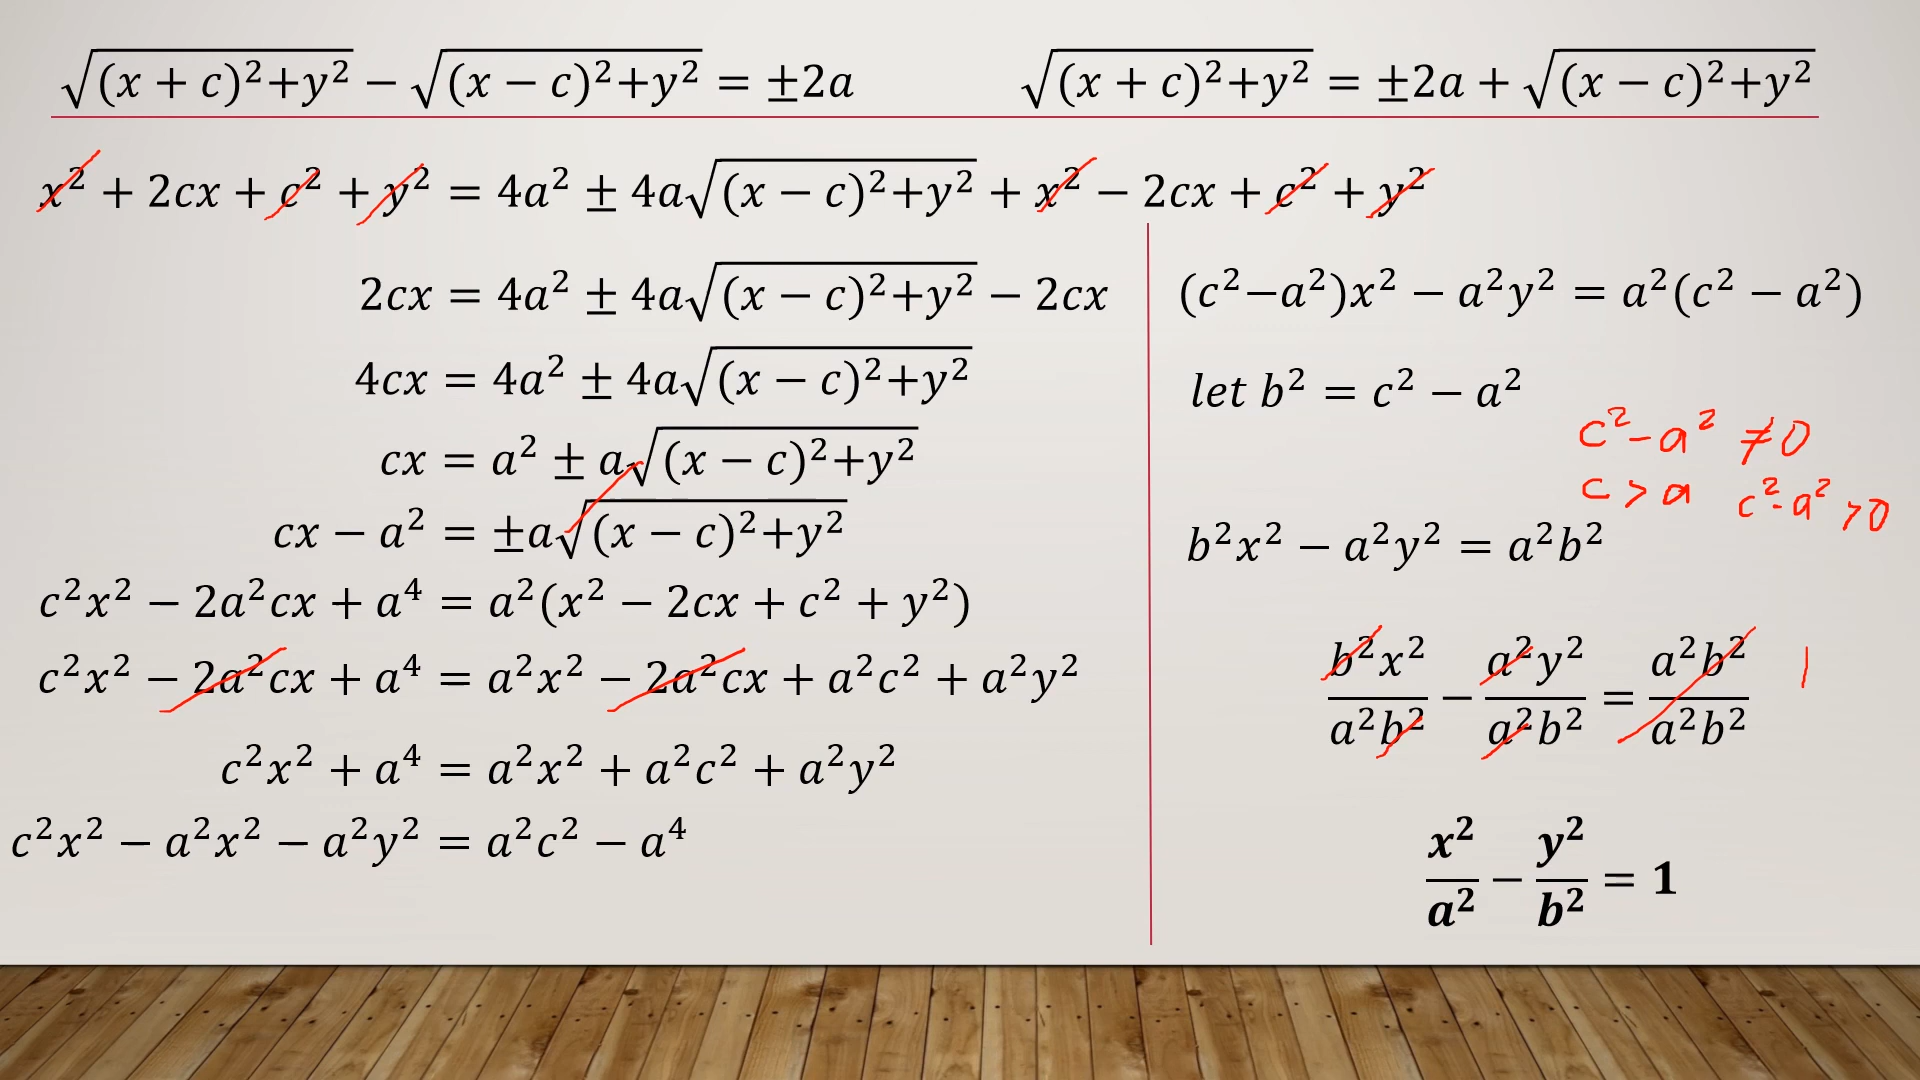 √((x + c)²+y²) − √((x − c)²+y²) = ±2a
√((x + c)²+y²) = ±2a + √((x − c)²+y²)
x² + 2cx + c² + y² = 4a² ± 4a√((x − c)²+y²) + x² − 2cx + c² + y²
2cx = 4a² ± 4a√((x − c)²+y²) − 2cx
4cx = 4a² ± 4a√((x − c)²+y²)
cx = a² ± a√((x − c)²+y²)
cx − a² = ±a√((x − c)²+y²)
c²x² − 2a²cx + a⁴ = a²(x² − 2cx + c² + y²)
c²x² − 2a²cx + a⁴ = a²x² − 2a²cx + a²c² + a²y²
c²x² + a⁴ = a²x² + a²c² + a²y²
c²x² − a²x² − a²y² = a²c² − a⁴
(c²−a²)x² − a²y² = a²(c² − a²)
let b² = c² − a²
c²-a² ≠0
c > a c²-a² >0
b²x² − a²y² = a²b²
b²x²/a²b² − a²y²/a²b² = a²b²/a²b² 1
x²/a² − y²/b² = 1